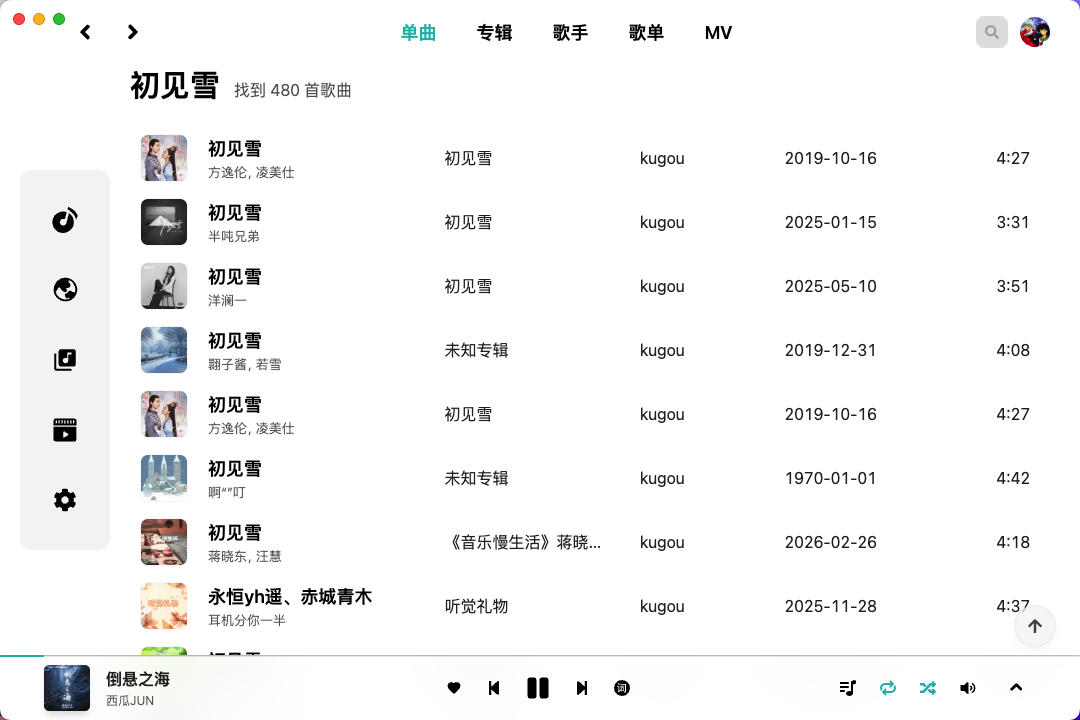 单曲 专辑 歌手 歌单 MV
初见雪 找到 480 首歌曲
初见雪
方逸伦, 凌美仕
初见雪 kugou 2019-10-16 4:27
初见雪
半吨兄弟
初见雪 kugou 2025-01-15 3:31
初见雪
洋澜一
初见雪 kugou 2025-05-10 3:51
初见雪
翾子酱, 若雪
未知专辑 kugou 2019-12-31 4:08
初见雪
方逸伦, 凌美仕
初见雪 kugou 2019-10-16 4:27
初见雪
啊“”叮
未知专辑 kugou 1970-01-01 4:42
初见雪
蒋晓东, 汪慧
《音乐慢生活》蒋晓... kugou 2026-02-26 4:18
永恒yh遥、赤城青木
耳机分你一半
听觉礼物 kugou 2025-11-28 4:37
倒悬之海
西瓜JUN
词